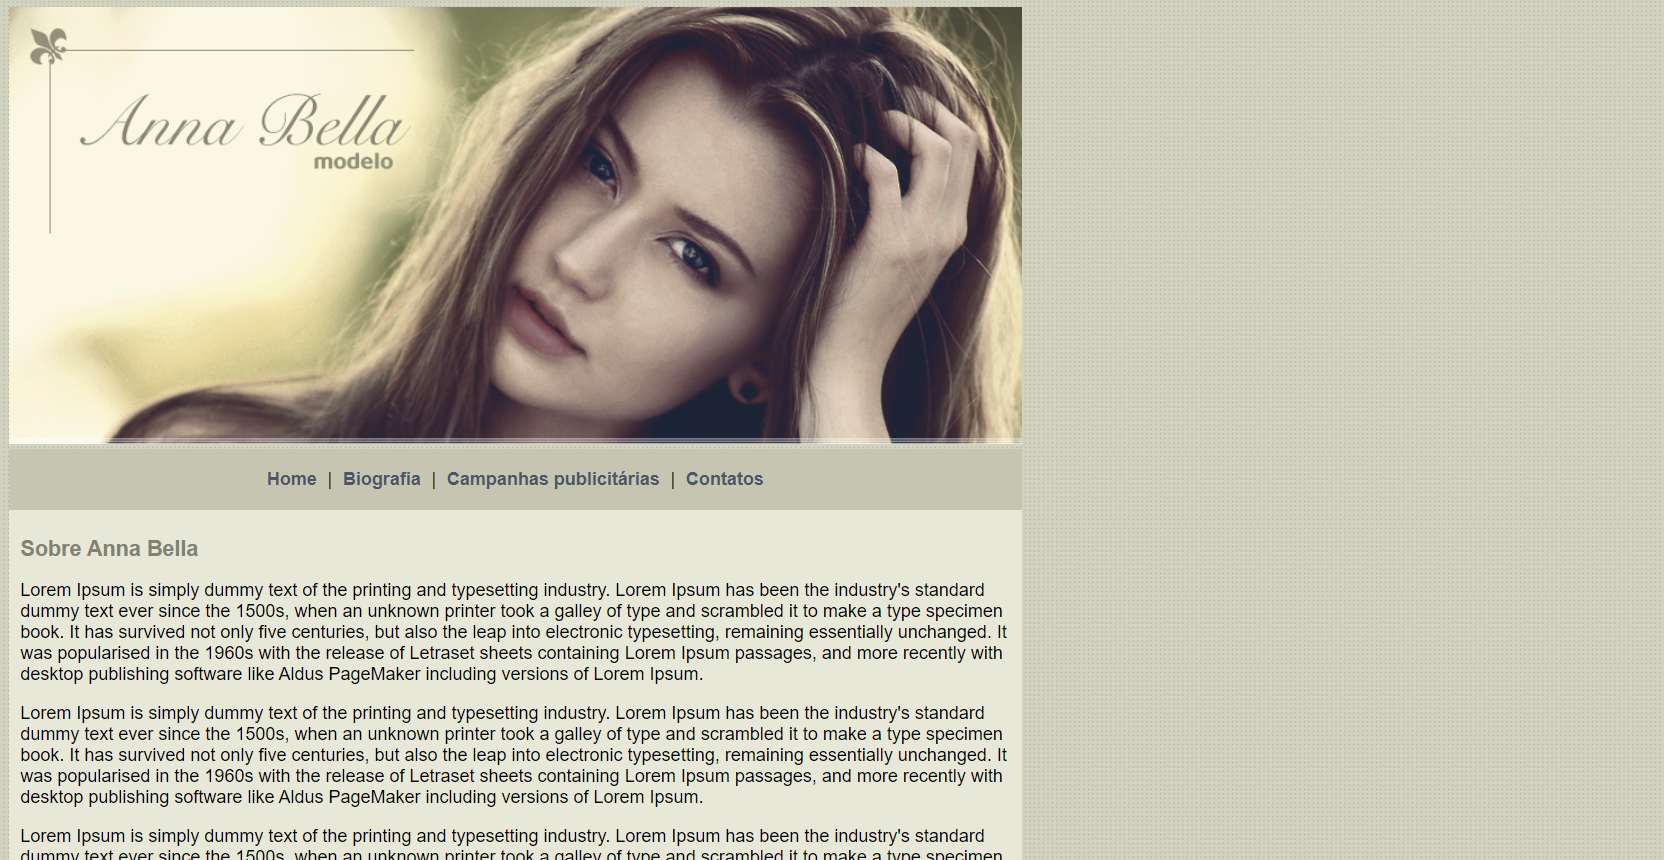 Anna Bella
modelo
Home | Biografia | Campanhas publicitárias | Contatos
Sobre Anna Bella
Lorem Ipsum is simply dummy text of the printing and typesetting industry. Lorem Ipsum has been the industry's standard
dummy text ever since the 1500s, when an unknown printer took a galley of type and scrambled it to make a type specimen
book. It has survived not only five centuries, but also the leap into electronic typesetting, remaining essentially unchanged. It
was popularised in the 1960s with the release of Letraset sheets containing Lorem Ipsum passages, and more recently with
desktop publishing software like Aldus PageMaker including versions of Lorem Ipsum.
Lorem Ipsum is simply dummy text of the printing and typesetting industry. Lorem Ipsum has been the industry's standard
dummy text ever since the 1500s, when an unknown printer took a galley of type and scrambled it to make a type specimen
book. It has survived not only five centuries, but also the leap into electronic typesetting, remaining essentially unchanged. It
was popularised in the 1960s with the release of Letraset sheets containing Lorem Ipsum passages, and more recently with
desktop publishing software like Aldus PageMaker including versions of Lorem Ipsum.
Lorem Ipsum is simply dummy text of the printing and typesetting industry. Lorem Ipsum has been the industry's standard
dummy text ever since the 1500s, when an unknown printer took a galley of type and scrambled it to make a type specimen